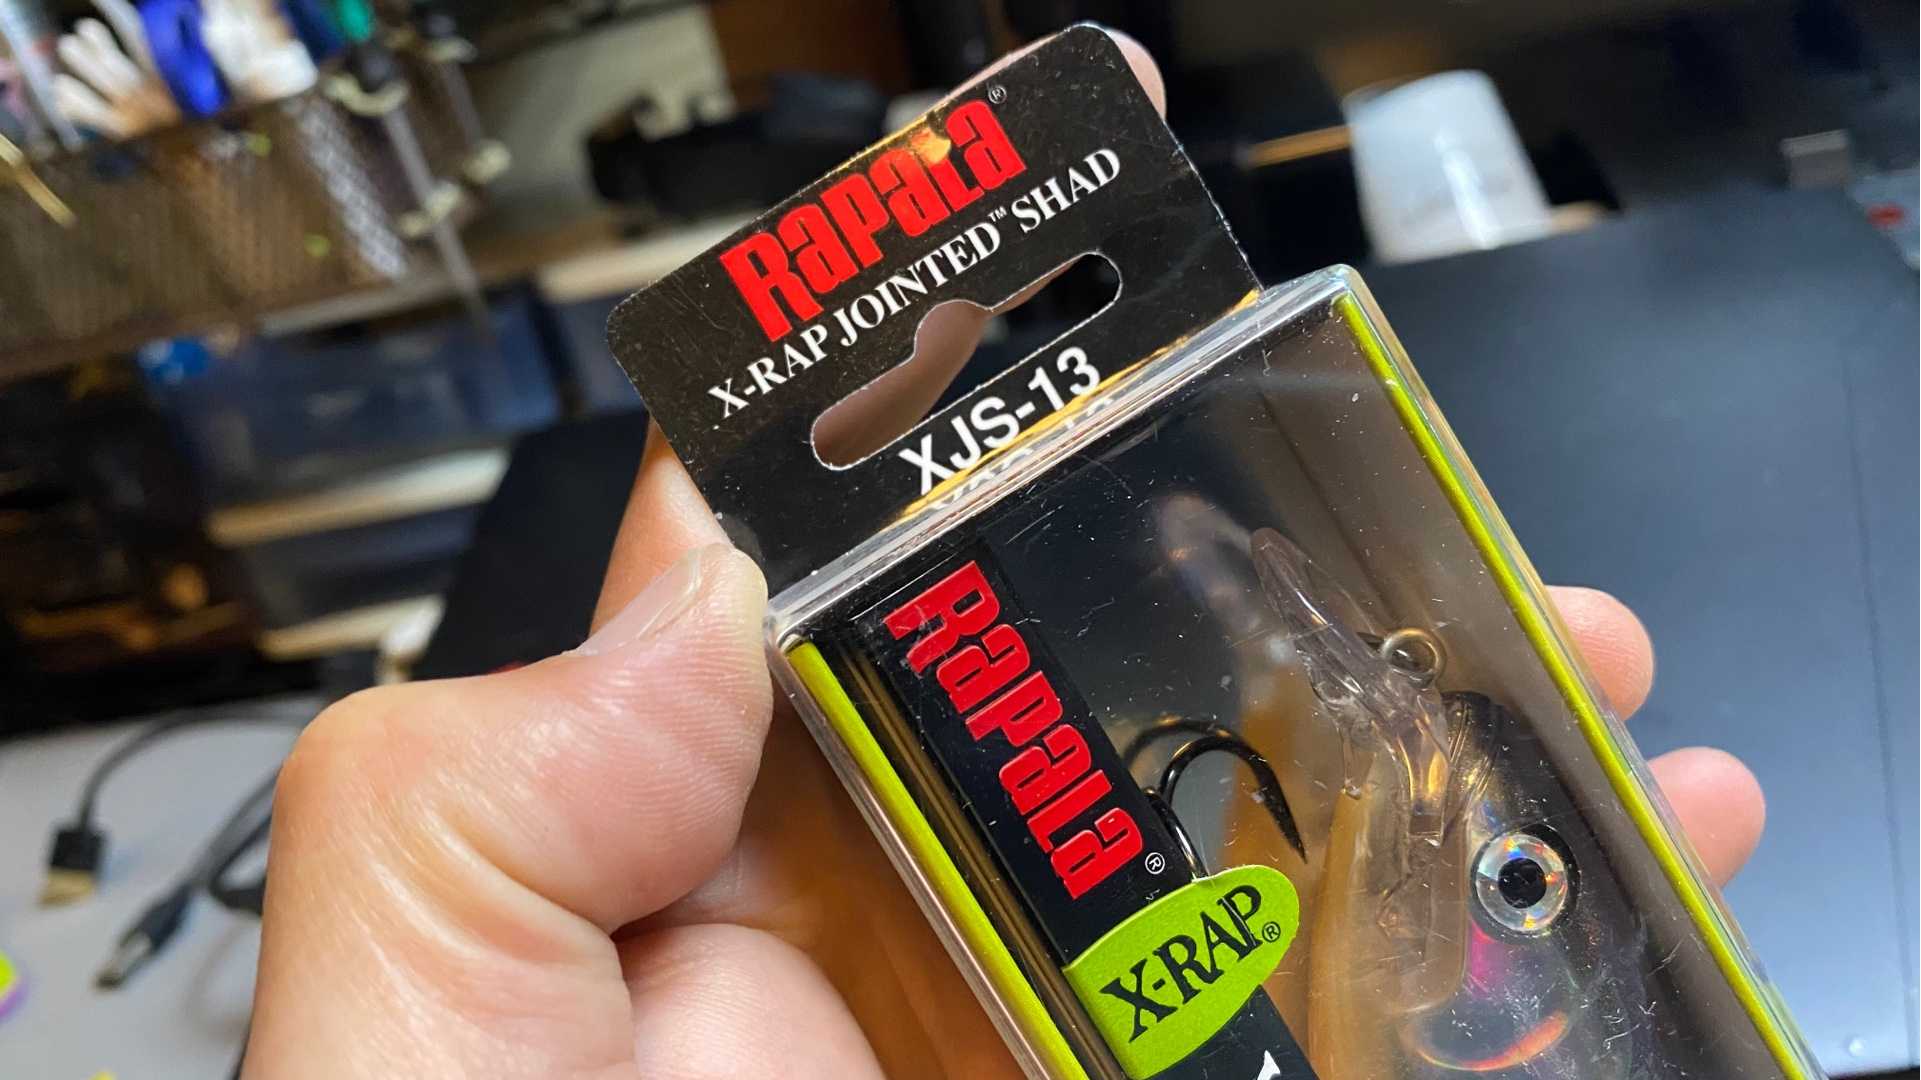 Rapala®
X-RAP JOINTED™ SHAD
XJS-13
Rapala®
X-RAP®